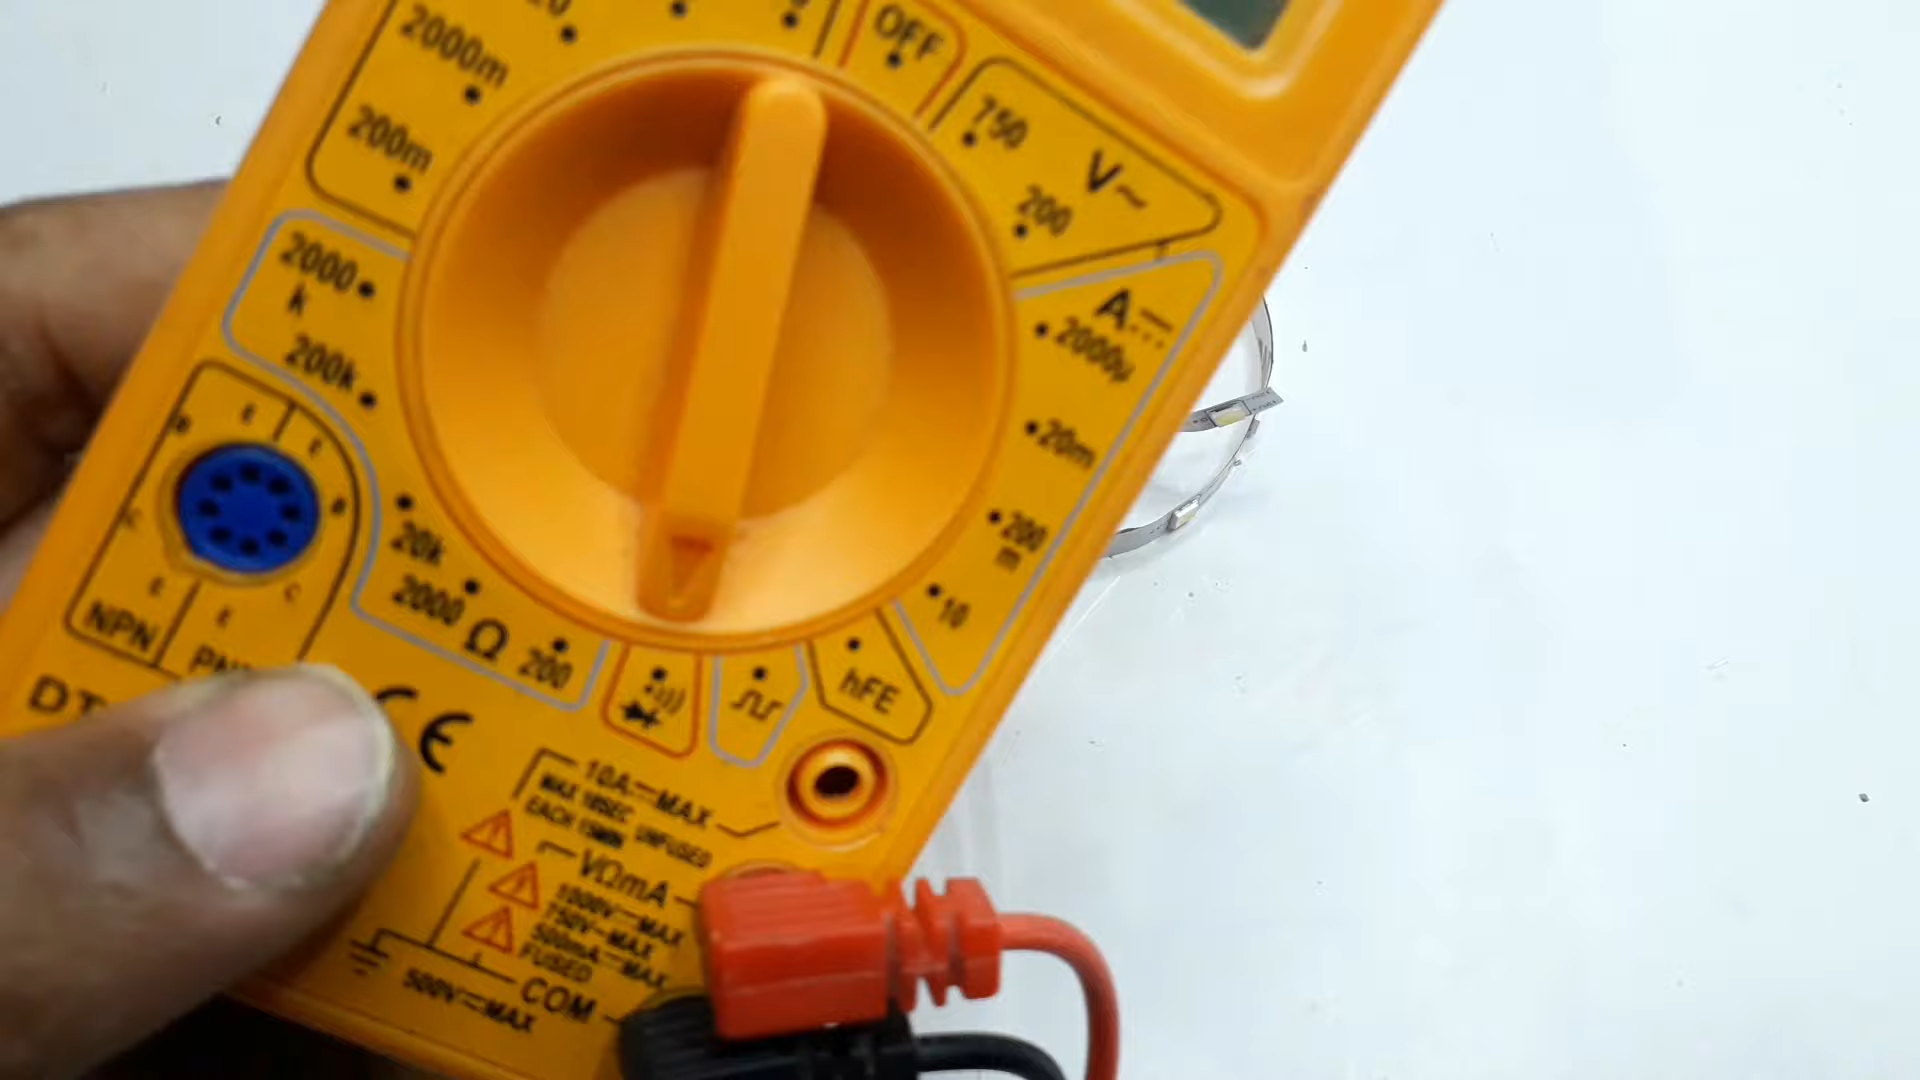 OFF
2000m
750
200m
V~
200
2000
k
A
2000µ
200k
20m
E
E
B
B
C
C
E
E
20k
200
m
2000
Ω
200
10
hFE
NPN
CE
10A MAX
MAX 10SEC UNFUSED
EACH 15MIN
VΩmA
1000V MAX
750V~MAX
500mA MAX
FUSED
COM
500V MAX